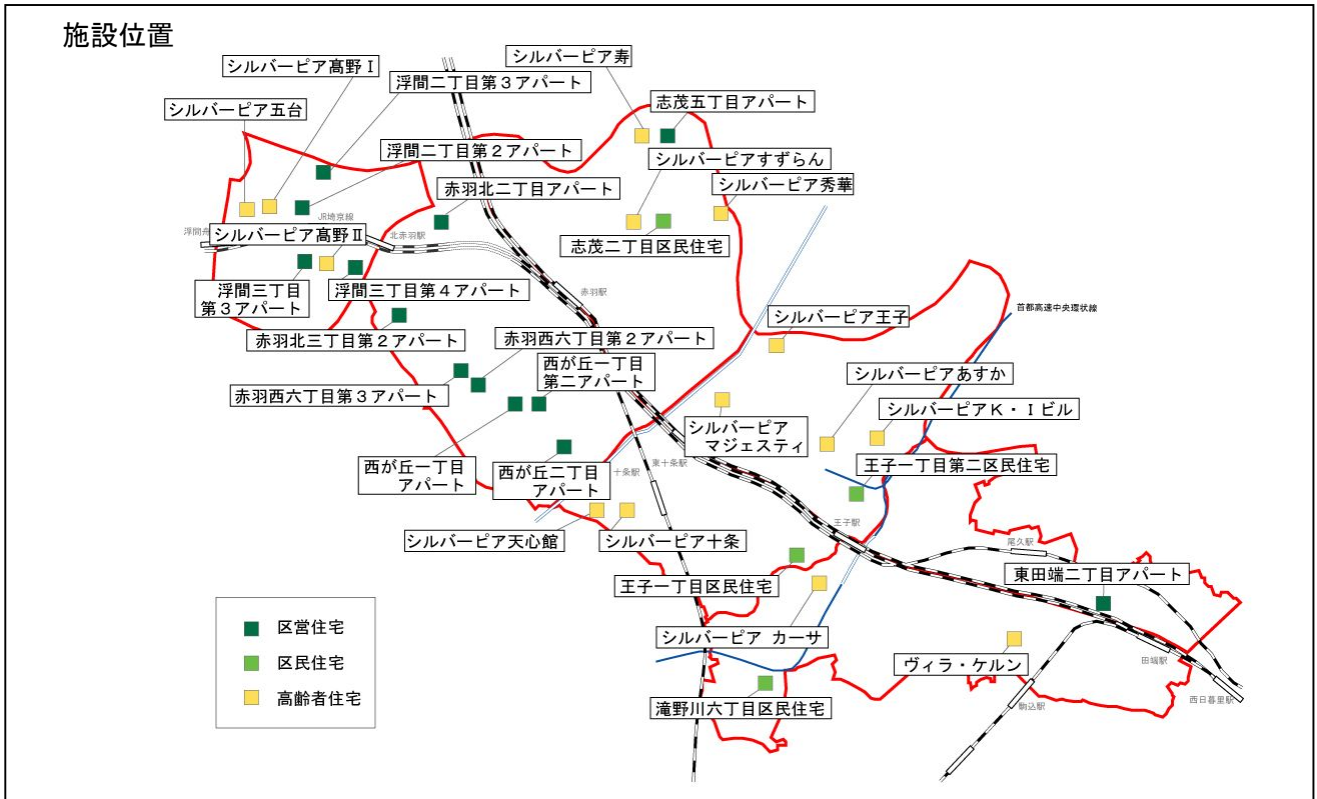 施設位置
シルバーピア寿
シルバーピア髙野Ⅰ
浮間二丁目第3アパート
シルバーピア五台
志茂五丁目アパート
浮間二丁目第2アパート
シルバーピアすずらん
赤羽北二丁目アパート
シルバーピア秀華
JR埼京線
浮間舟
シルバーピア髙野Ⅱ
北赤羽駅
志茂二丁目区民住宅
浮間三丁目
第3アパート
浮間三丁目第4アパート
赤羽駅
首都高速中央環状線
シルバーピア王子
赤羽北三丁目第2アパート
赤羽西六丁目第2アパート
西が丘一丁目
第二アパート
シルバーピアあすか
赤羽西六丁目第3アパート
シルバーピアK・Iビル
シルバーピア
マジェスティ
王子一丁目第二区民住宅
西が丘一丁目
アパート
西が丘二丁目
アパート
十条駅
東十条駅
王子駅
シルバーピア天心館
シルバーピア十条
尾久駅
東田端二丁目アパート
王子一丁目区民住宅
区営住宅
シルバーピア カーサ
区民住宅
ヴィラ・ケルン
田端駅
高齢者住宅
滝野川六丁目区民住宅
駒込駅
西日暮里駅